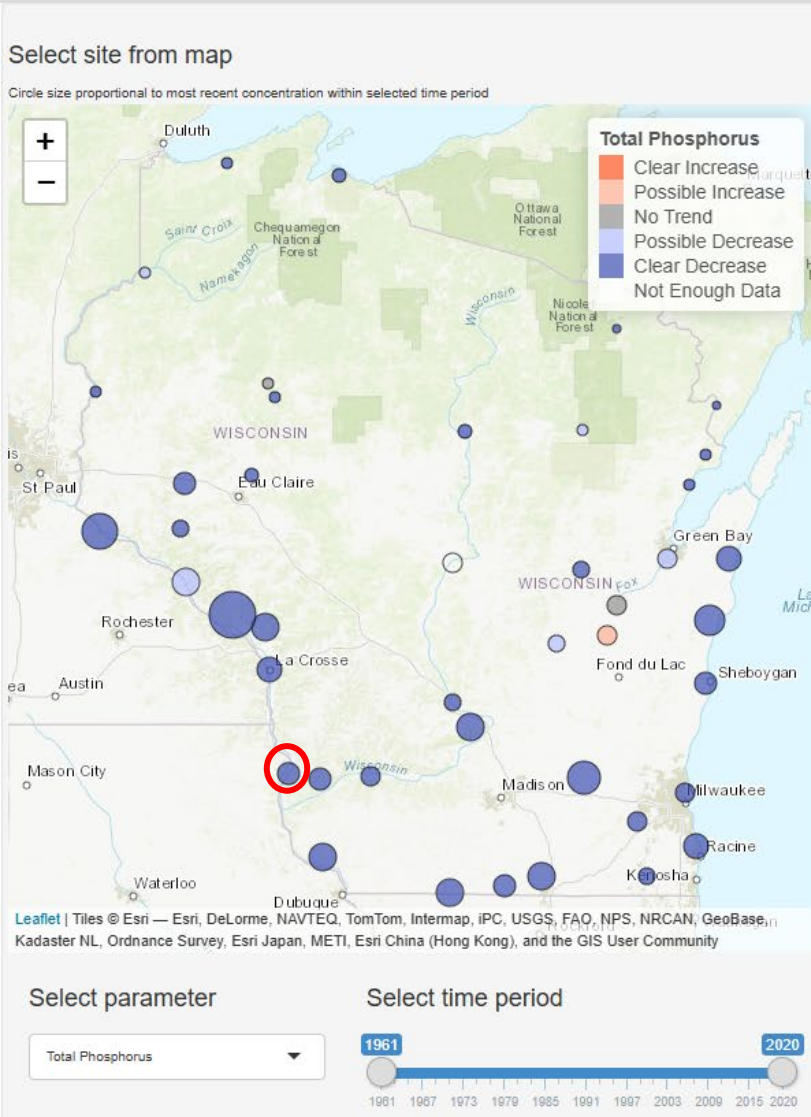 Select site from map
Circle size proportional to most recent concentration within selected time period
+
−
Duluth
Total Phosphorus
Clear Increase
Possible Increase
No Trend
Possible Decrease
Clear Decrease
Not Enough Data
Saint Croix
Namekagon
Chequamegon
National
Forest
Ottawa
National
Forest
Wisconsin
Nicolet
National
Forest
WISCONSIN
is
St Paul
Eau Claire
Green Bay
WISCONSIN
Fox
Rochester
La Crosse
Fond du Lac
Sheboygan
ea
Austin
Mason City
Wisconsin
Madison
Milwaukee
Racine
Waterloo
Kenosha
Dubuque
Rockford
Leaflet | Tiles © Esri — Esri, DeLorme, NAVTEQ, TomTom, Intermap, iPC, USGS, FAO, NPS, NRCAN, GeoBase,
Kadaster NL, Ordnance Survey, Esri Japan, METI, Esri China (Hong Kong), and the GIS User Community
Select parameter
Select time period
Total Phosphorus
1961
2020
1961 1967 1973 1979 1985 1991 1997 2003 2009 2015 2020